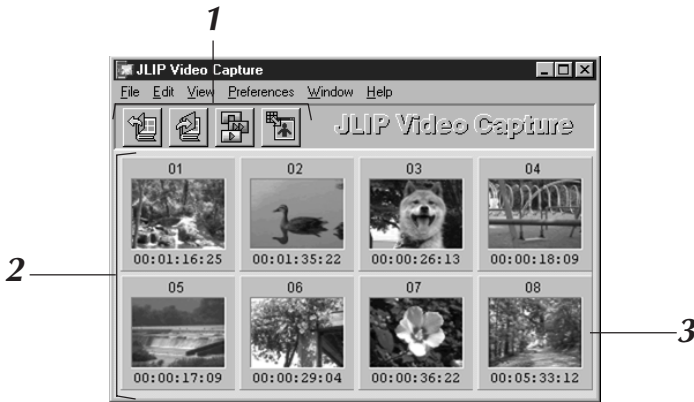 1
JLIP Video Capture
File Edit View Preferences Window Help
JLIP Video Capture
01 02 03 04
00:01:16:25 00:01:35:22 00:00:26:13 00:00:18:09
2
05 06 07 08
3
00:00:17:09 00:00:29:04 00:00:36:22 00:05:33:12